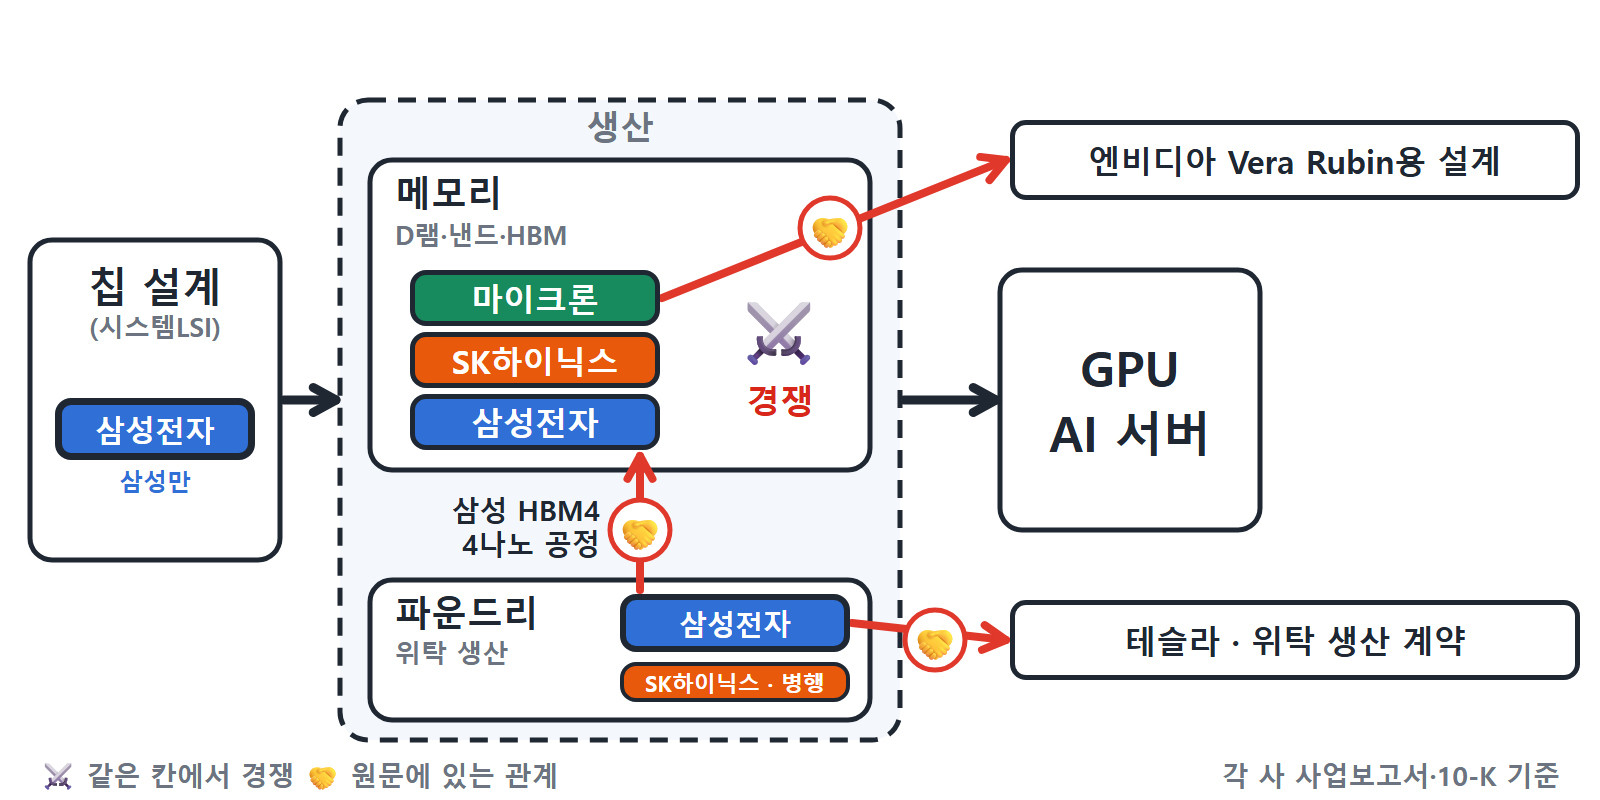 생산
메모리
D램·낸드·HBM
마이크론
SK하이닉스
삼성전자
경쟁
칩 설계
(시스템LSI)
삼성전자
삼성만
삼성 HBM4
4나노 공정
파운드리
위탁 생산
삼성전자
SK하이닉스 · 병행
엔비디아 Vera Rubin용 설계
GPU
AI 서버
테슬라 · 위탁 생산 계약
같은 칸에서 경쟁 원문에 있는 관계
각 사 사업보고서·10-K 기준